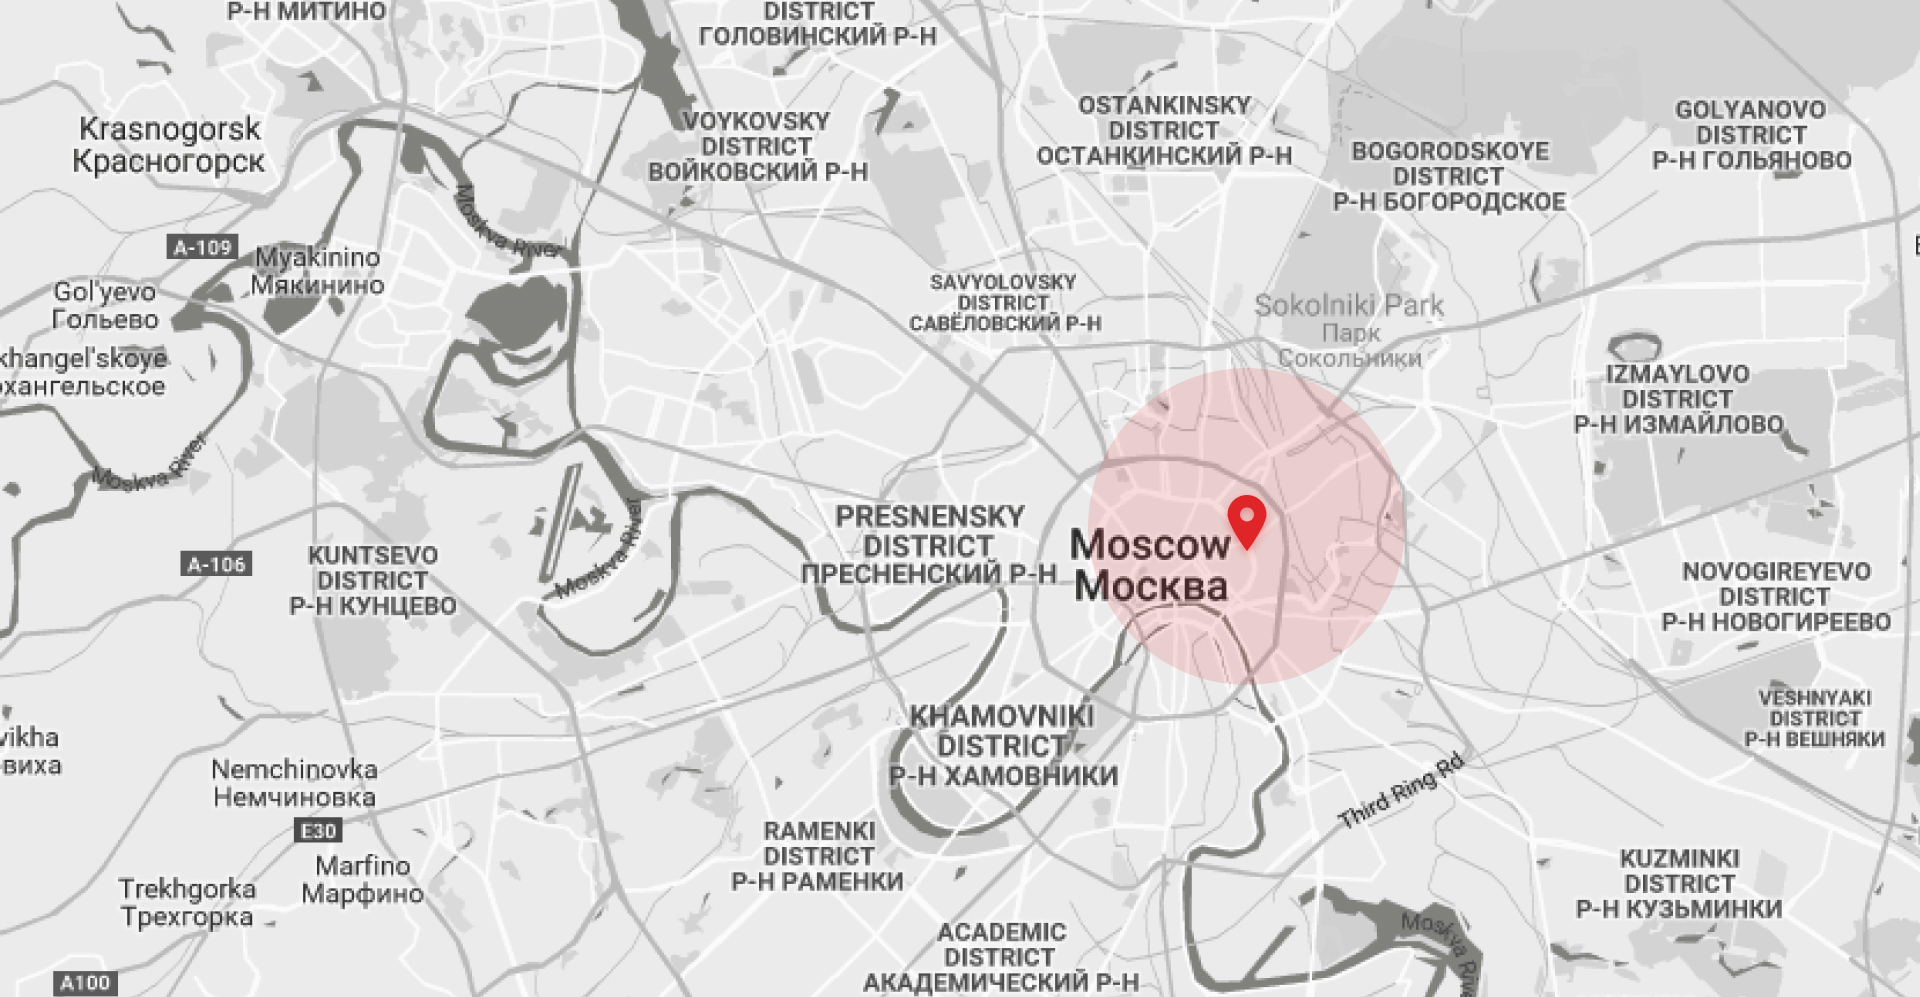 Р-Н МИТИНО
DISTRICT
ГОЛОВИНСКИЙ Р-Н
Krasnogorsk
Красногорск
VOYKOVSKY
DISTRICT
ВОЙКОВСКИЙ Р-Н
OSTANKINSKY
DISTRICT
ОСТАНКИНСКИЙ Р-Н
BOGORODSKOYE
DISTRICT
Р-Н БОГОРОДСКОЕ
GOLYANOVO
DISTRICT
Р-Н ГОЛЬЯНОВО
Moskva River
A-109
Myakinino
Мякинино
Gol'yevo
Гольево
khangel'skoye
рхангельское
SAVYOLOVSKY
DISTRICT
САВЁЛОВСКИЙ Р-Н
Sokolniki Park
Парк
Сокольники
IZMAYLOVO
DISTRICT
Р-Н ИЗМАЙЛОВО
Moskva River
PRESNENSKY
DISTRICT
ПРЕСНЕНСКИЙ Р-Н
Moscow
Москва
A-106
KUNTSEVO
DISTRICT
Р-Н КУНЦЕВО
Moskva River
NOVOGIREYEVO
DISTRICT
Р-Н НОВОГИРЕЕВО
VESHNYAKI
DISTRICT
Р-Н ВЕШНЯКИ
KHAMOVNIKI
DISTRICT
Р-Н ХАМОВНИКИ
vikha
виха
Nemchinovka
Немчиновка
E30
Third Ring Rd
Marfino
Марфино
Trekhgorka
Трехгорка
RAMENKI
DISTRICT
Р-Н РАМЕНКИ
KUZMINKI
DISTRICT
Р-Н КУЗЬМИНКИ
ACADEMIC
DISTRICT
АКАДЕМИЧЕСКИЙ Р-Н
Moskva Rive
A100